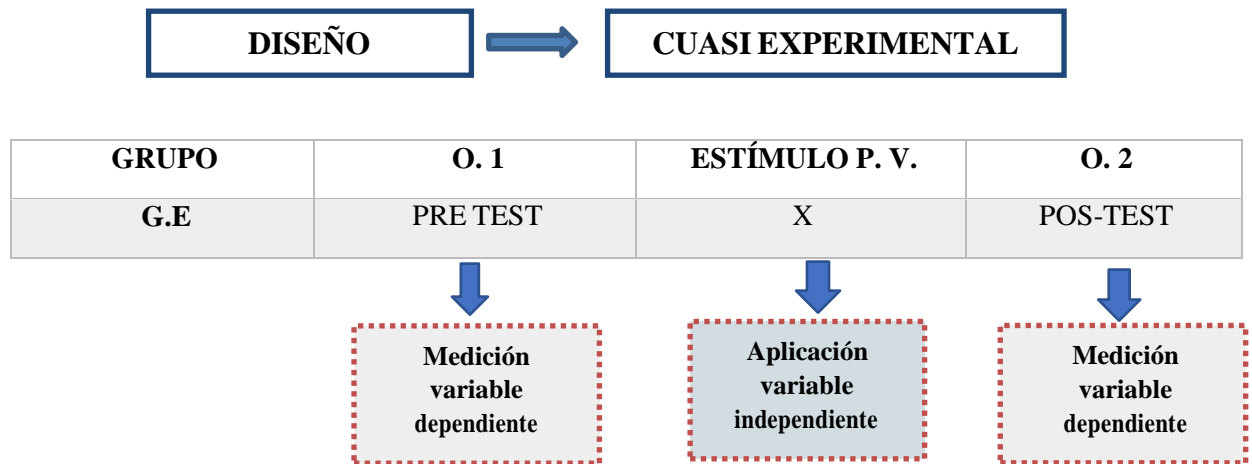 DISEÑO
CUASI EXPERIMENTAL
GRUPO
O. 1
ESTÍMULO P. V.
O. 2
G.E
PRE TEST
X
POS-TEST
Medición
variable
dependiente
Aplicación
variable
independiente
Medición
variable
dependiente